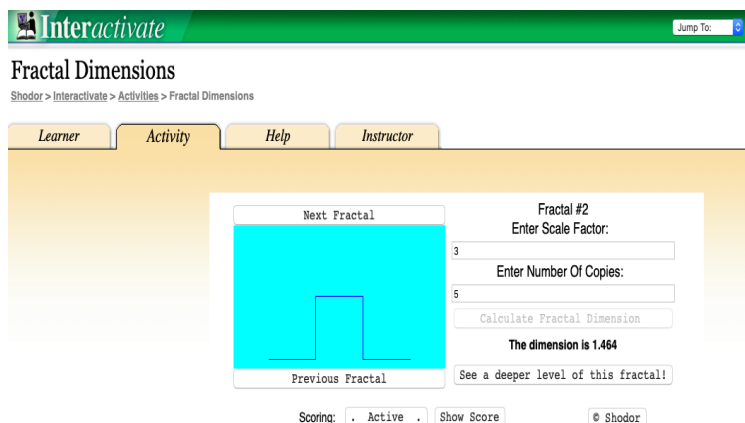 Interactivate
Jump To:
Fractal Dimensions
Shodor > Interactivate > Activities > Fractal Dimensions
Learner
Activity
Help
Instructor
Next Fractal
Previous Fractal
Fractal #2
Enter Scale Factor:
3
Enter Number Of Copies:
5
Calculate Fractal Dimension
The dimension is 1.464
See a deeper level of this fractal!
Scoring: . Active . Show Score © Shodor